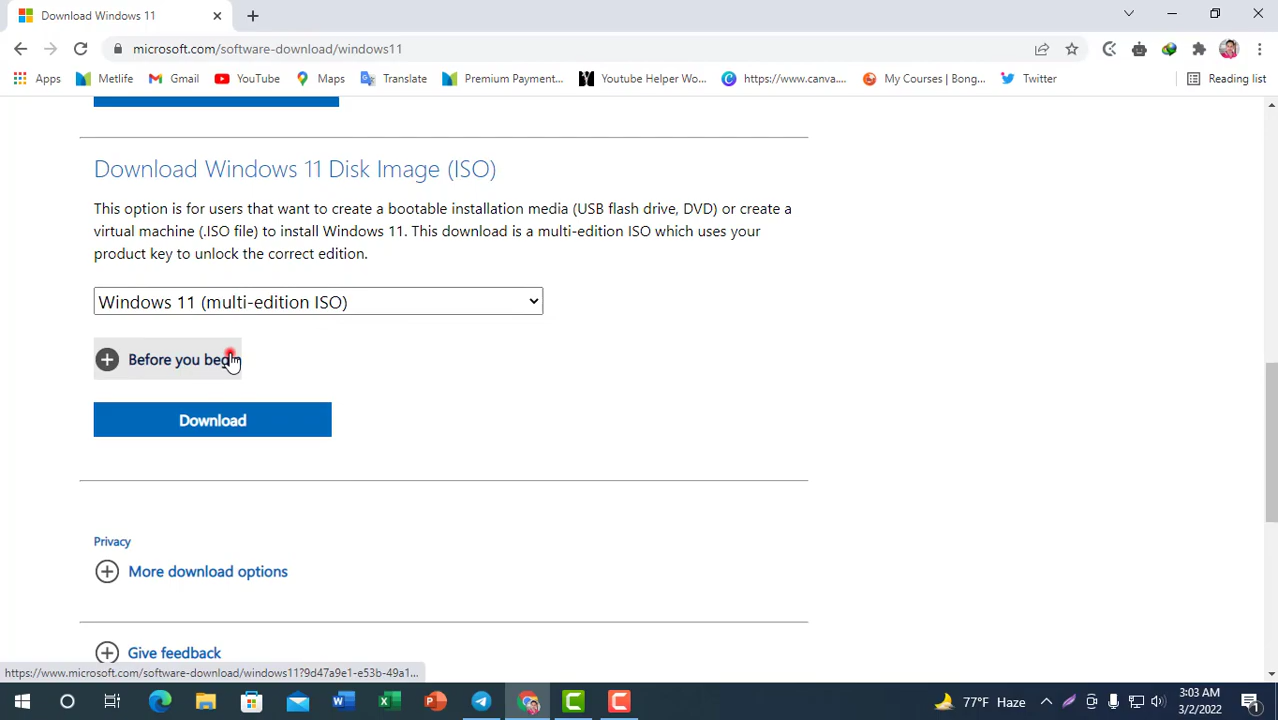 Download Windows 11
microsoft.com/software-download/windows11
Apps Metlife Gmail YouTube Maps Translate Premium Payment... Youtube Helper Wo... https://www.canva.... My Courses | Bong... Twitter Reading list
Download Windows 11 Disk Image (ISO)
This option is for users that want to create a bootable installation media (USB flash drive, DVD) or create a
virtual machine (.ISO file) to install Windows 11. This download is a multi-edition ISO which uses your
product key to unlock the correct edition.
Windows 11 (multi-edition ISO)
Before you begin
Download
Privacy
More download options
Give feedback
https://www.microsoft.com/software-download/windows11?9d47a9e1-e53b-49a1...
77°F Haze
3:03 AM
3/2/2022
1